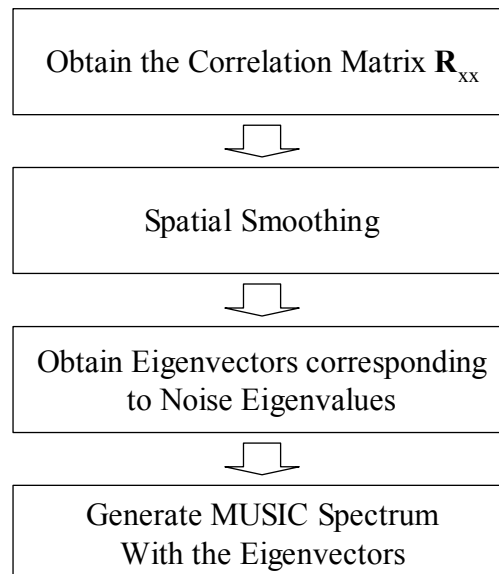 Obtain the Correlation Matrix Rxx
Spatial Smoothing
Obtain Eigenvectors corresponding
to Noise Eigenvalues
Generate MUSIC Spectrum
With the Eigenvectors